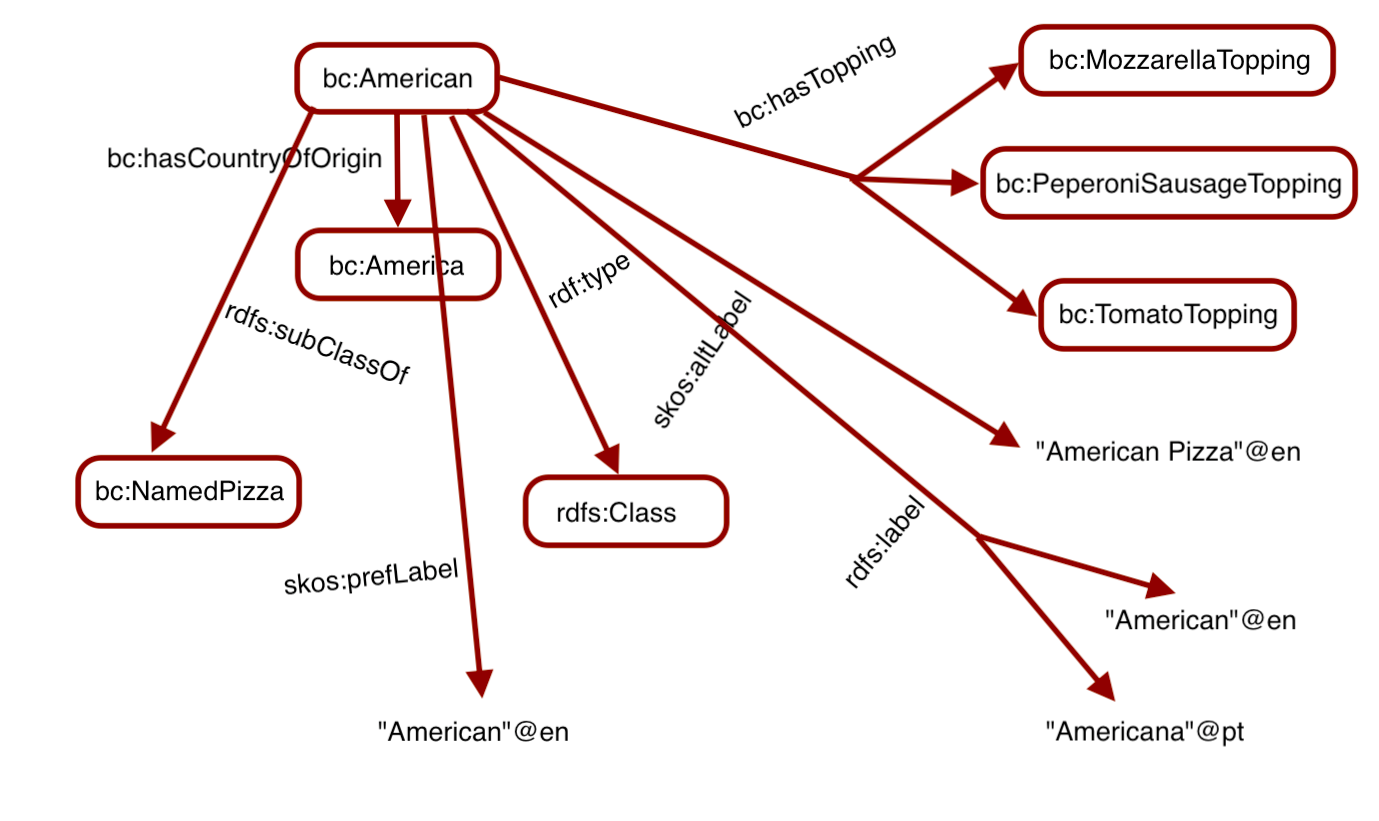 bc:American
bc:hasTopping
bc:MozzarellaTopping
bc:hasCountryOfOrigin
bc:PeperoniSausageTopping
bc:America
rdf:type
bc:TomatoTopping
rdfs:subClassOf
skos:altLabel
"American Pizza"@en
bc:NamedPizza
rdfs:Class
rdfs:label
skos:prefLabel
"American"@en
"American"@en
"Americana"@pt